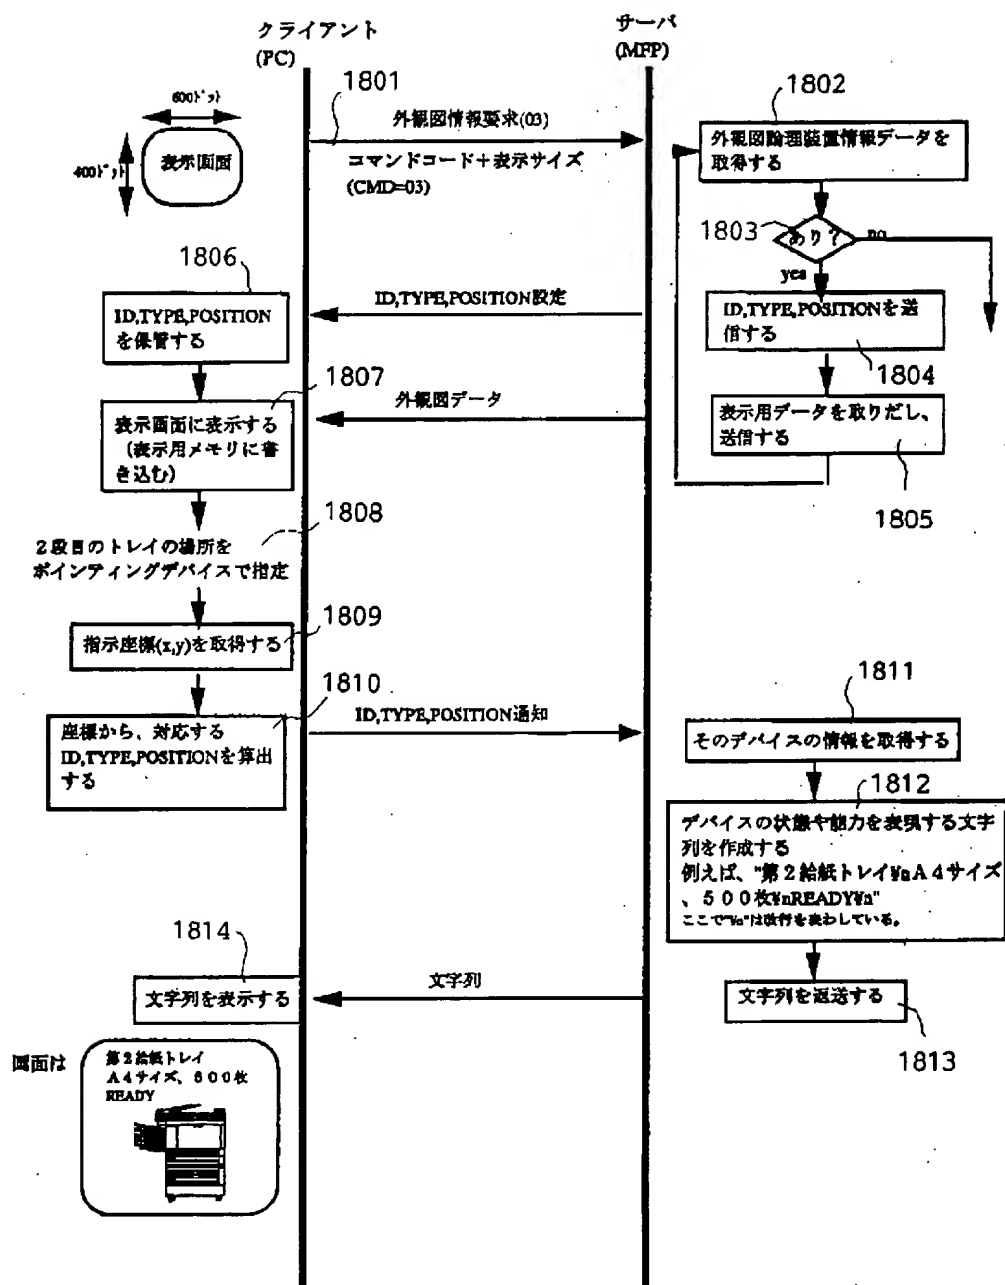 クライアント
(PC)
サーバ
(MFP)
1801
1802
600ﾄﾞｯﾄ
400ﾄﾞｯﾄ
表示画面
外観図情報要求(03)
コマンドコード+表示サイズ
(CMD=03)
外観図論理装置情報データを
取得する
1803
あり?
no
yes
1806
ID,TYPE,POSITION
を保管する
ID,TYPE,POSITION設定
ID,TYPE,POSITIONを送
信する
1804
1807
表示画面に表示する
(表示用メモリに書
き込む)
外観図データ
表示用データを取りだし、
送信する
1805
1808
2段目のトレイの場所を
ポインティングデバイスで指定
1809
指示座標(x,y)を取得する
1810
座標から、対応する
ID,TYPE,POSITIONを算出
する
ID,TYPE,POSITION通知
1811
そのデバイスの情報を取得する
1812
デバイスの状態や能力を表現する文字
列を作成する
例えば、"第2給紙トレイ¥nA4サイズ
、500枚¥nREADY¥n"
ここで"¥n"は改行を表わしている。
1814
文字列を表示する
文字列
文字列を返送する
1813
画面は
第2給紙トレイ
A4サイズ、500枚
READY